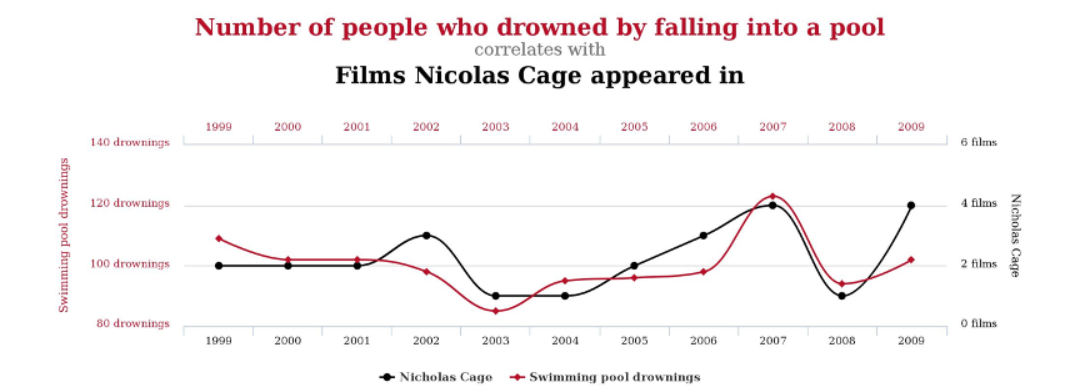 Number of people who drowned by falling into a pool
correlates with
Films Nicolas Cage appeared in
1999 2000 2001 2002 2003 2004 2005 2006 2007 2008 2009
140 drownings 6 films
120 drownings 4 films
100 drownings 2 films
80 drownings 0 films
Swimming pool drownings
Nicholas Cage
1999 2000 2001 2002 2003 2004 2005 2006 2007 2008 2009
Nicholas Cage Swimming pool drownings